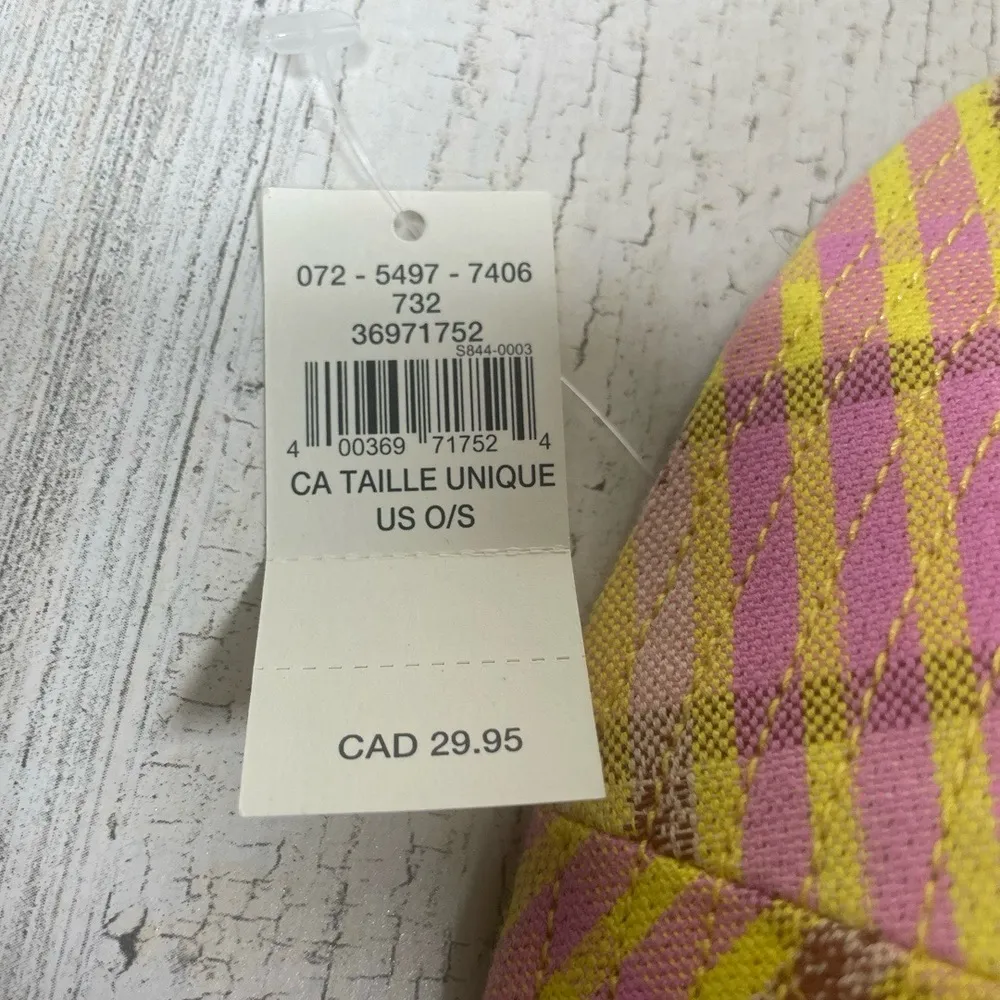 072 - 5497 - 7406
732
36971752
S844-0003
4 00369 71752 4
CA TAILLE UNIQUE
US O/S
CAD 29.95